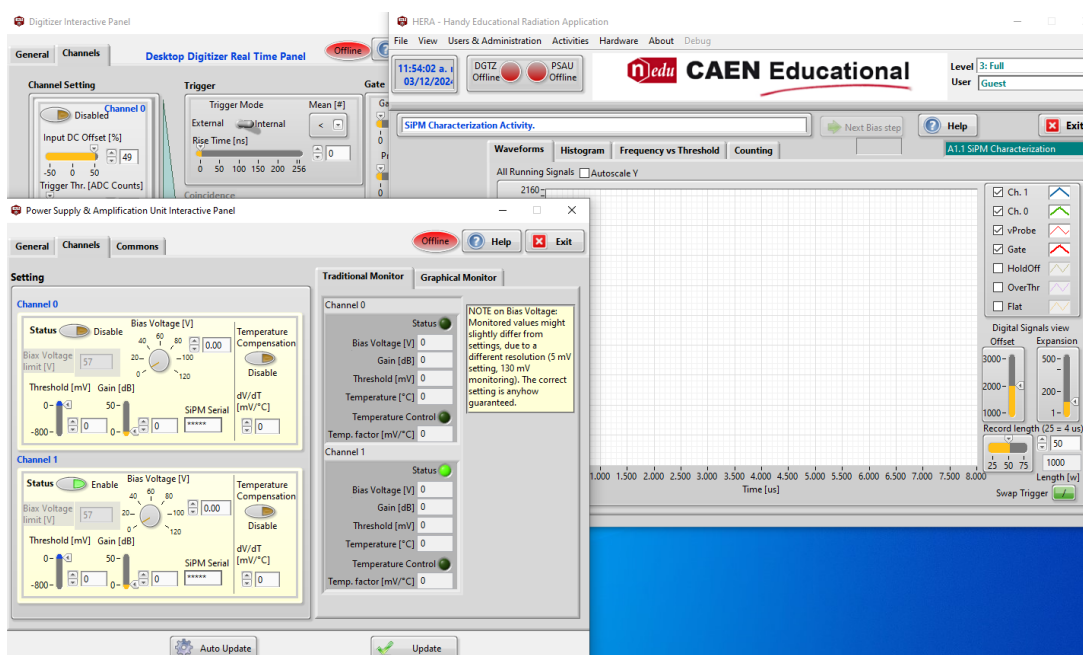 Digitizer Interactive Panel
General Channels Desktop Digitizer Real Time Panel Offline
Channel Setting
Disabled Channel 0
Input DC Offset [%]
49
-50 0 50
Trigger Thr. [ADC Counts]
Trigger
Trigger Mode Mean [#]
External Internal <
Rise Time [ns]
0
0 50 100 150 200 256
Coincidence
Gate
Ga
0
0
HERA - Handy Educational Radiation Application
File View Users & Administration Activities Hardware About Debug
11:54:02 a. 
03/12/202
DGTZ PSAU
Offline Offline
n)edu CAEN Educational
Level 3: Full
User Guest
SiPM Characterization Activity.
Next Bias step
Help
Exit
Waveforms Histogram Frequency vs Threshold Counting
A1.1 SiPM Characterization
All Running Signals Autoscale Y
2160-
Ch. 1
Ch. 0
vProbe
Gate
HoldOff
OverThr
Flat
Digital Signals view
Offset Expansion
3000- 500-
2000- 200-
1000- 1-
Record length (25 = 4 us)
50
25 50 75 1000
Length [w]
Swap Trigger
1.000 1.500 2.000 2.500 3.000 3.500 4.000 4.500 5.000 5.500 6.000 6.500 7.000 7.500 8.000
Time [us]
Power Supply & Amplification Unit Interactive Panel
General Channels Commons
Offline Help Exit
Setting
Channel 0
Status Disable
Biax Voltage limit [V] 57
Bias Voltage [V]
0 20 40 60 80 100 120
0.00
Temperature Compensation
Disable
Threshold [mV] Gain [dB]
0- 50-
-800- 0 0- 0
SiPM Serial
*****
dV/dT [mV/°C]
0
Channel 1
Status Enable
Biax Voltage limit [V] 57
Bias Voltage [V]
0 20 40 60 80 100 120
0.00
Temperature Compensation
Disable
Threshold [mV] Gain [dB]
0- 50-
-800- 0 0- 0
SiPM Serial
*****
dV/dT [mV/°C]
0
Traditional Monitor Graphical Monitor
Channel 0
Status
Bias Voltage [V] 0
Gain [dB] 0
Threshold [mV] 0
Temperature [°C] 0
Temperature Control
Temp. factor [mV/°C] 0
Channel 1
Status
Bias Voltage [V] 0
Gain [dB] 0
Threshold [mV] 0
Temperature [°C] 0
Temperature Control
Temp. factor [mV/°C] 0
NOTE on Bias Voltage:
Monitored values might
slightly differ from
settings, due to a
different resolution (5 mV
setting, 130 mV
monitoring). The correct
setting is anyhow
guaranteed.
Auto Update
Update